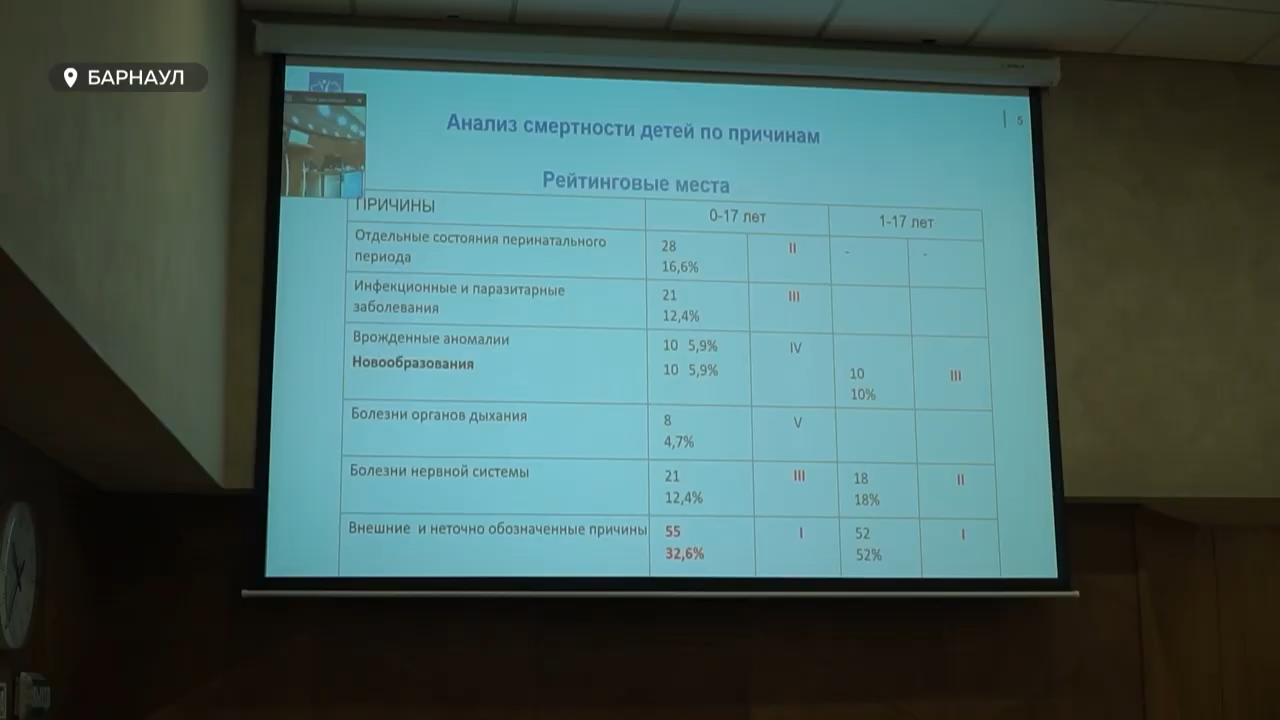 БАРНАУЛ
5
Анализ смертности детей по причинам
Рейтинговые места
ПРИЧИНЫ
0-17 лет
1-17 лет
Отдельные состояния перинатального
периода
28
16,6%
II
-
-
Инфекционные и паразитарные
заболевания
21
12,4%
III
Врожденные аномалии
Новообразования
10 5,9%
10 5,9%
IV
10
10%
III
Болезни органов дыхания
8
4,7%
V
Болезни нервной системы
21
12,4%
III
18
18%
II
Внешние и неточно обозначенные причины
55
32,6%
I
52
52%
I